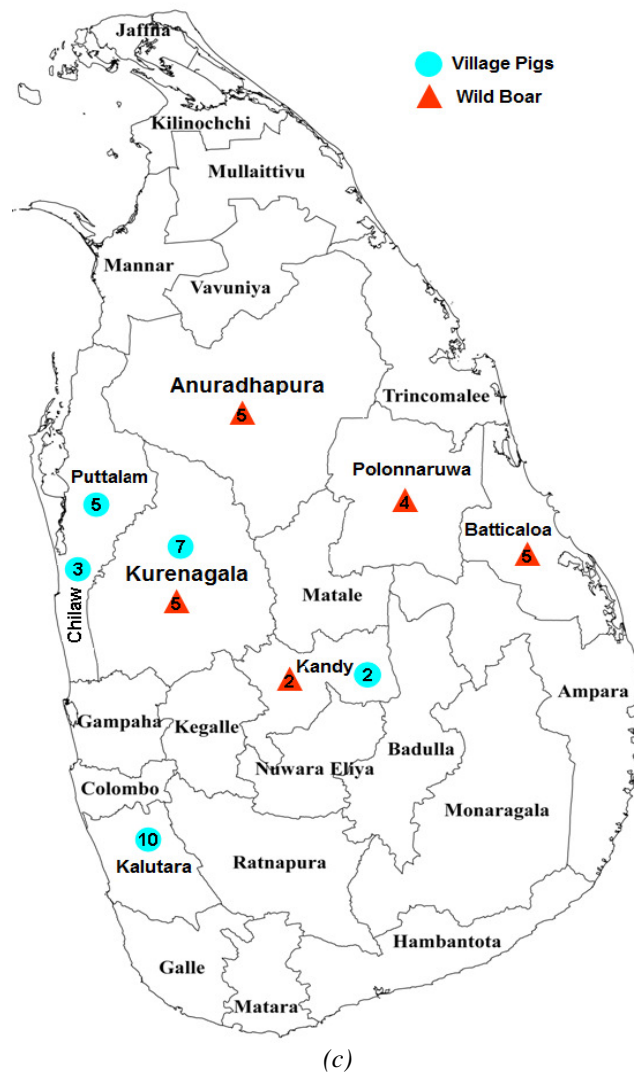 Jaffna
Village Pigs
Wild Boar
Kilinochchi
Mullaittivu
Mannar
Vavuniya
Anuradhapura
5
Trincomalee
Puttalam
5
Polonnaruwa
4
Batticaloa
5
3
Chilaw
7
Kurenagala
5
Matale
Kandy
2
2
Ampara
Gampaha
Kegalle
Nuwara Eliya
Badulla
Colombo
Monaragala
10
Kalutara
Ratnapura
Hambantota
Galle
Matara
(c)